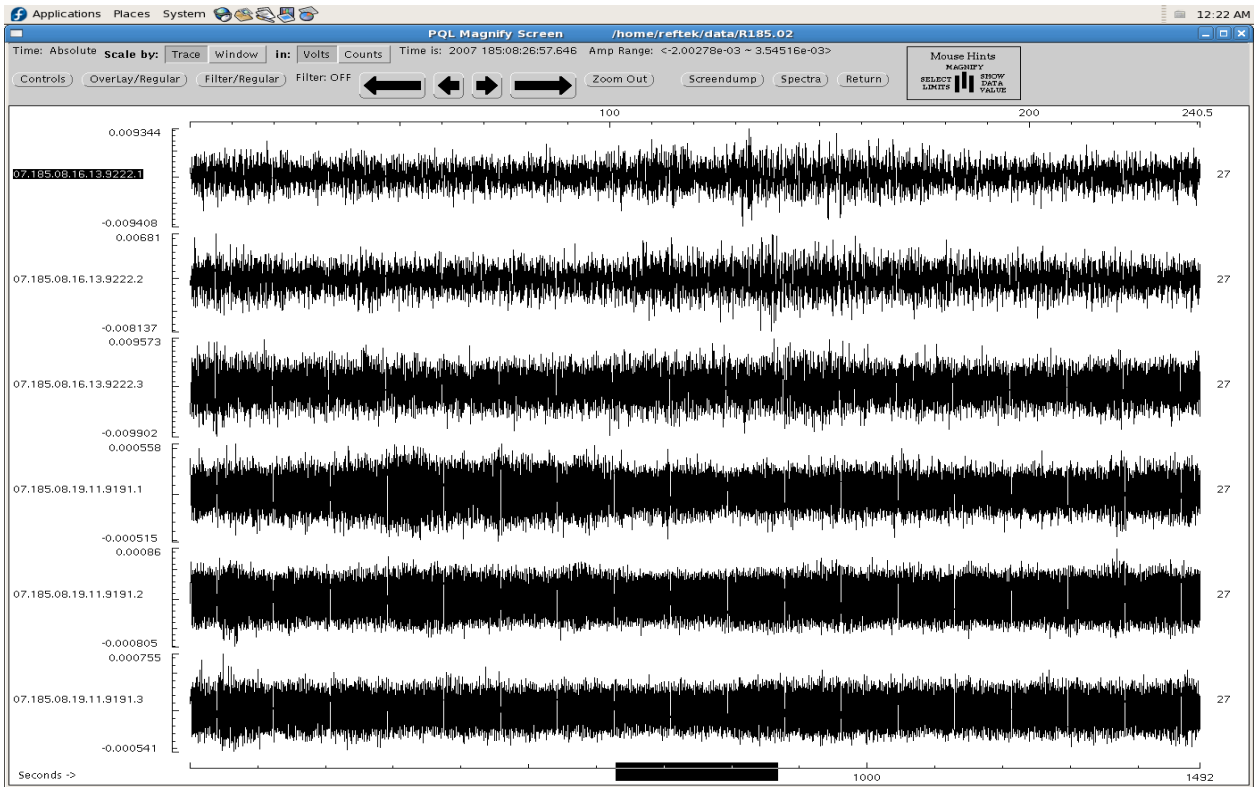 Applications Places System 12:22 AM
PQL Magnify Screen /home/reftek/data/R185.02
Time: Absolute Scale by: Trace Window in: Volts Counts Time is: 2007 185:08:26:57.646 Amp Range: <-2.00278e-03 ~ 3.54516e-03>
Controls OverLay/Regular Filter/Regular Filter: OFF Zoom Out Screendump Spectra Return
Mouse Hints
MAGNIFY
SELECT LIMITS
SHOW DATA VALUE
100 200 240.5
0.009344
07.185.08.16.13.9222.1 27
-0.009408
0.00681
07.185.08.16.13.9222.2 27
-0.008137
0.009573
07.185.08.16.13.9222.3 27
-0.009902
0.000558
07.185.08.19.11.9191.1 27
-0.000515
0.00086
07.185.08.19.11.9191.2 27
-0.000805
0.000755
07.185.08.19.11.9191.3 27
-0.000541
Seconds -> 1000 1492